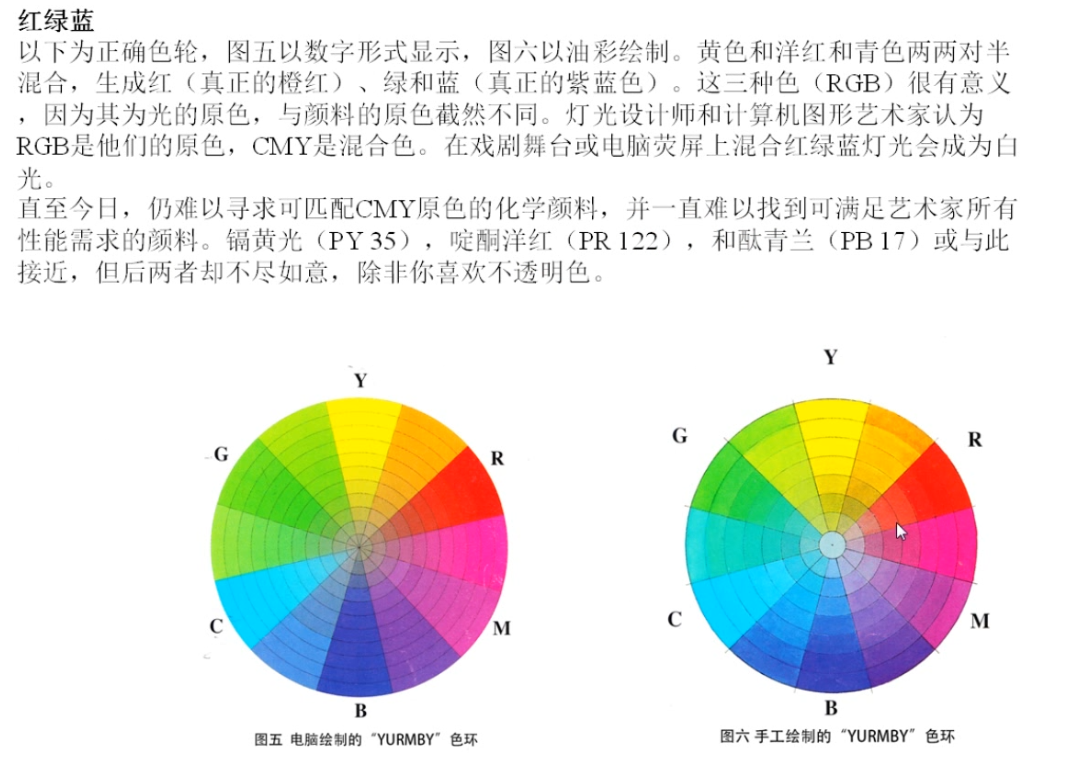 红绿蓝
以下为正确色轮，图五以数字形式显示，图六以油彩绘制。黄色和洋红和青色两两对半
混合，生成红（真正的橙红）、绿和蓝（真正的紫蓝色）。这三种色（RGB）很有意义
，因为其为光的原色，与颜料的原色截然不同。灯光设计师和计算机图形艺术家认为
RGB是他们的原色，CMY是混合色。在戏剧舞台或电脑荧屏上混合红绿蓝灯光会成为白
光。
直至今日，仍难以寻求可匹配CMY原色的化学颜料，并一直难以找到可满足艺术家所有
性能需求的颜料。镉黄光（PY 35），啶酮洋红（PR 122），和酞青兰（PB 17）或与此
接近，但后两者却不尽如意，除非你喜欢不透明色。
Y
G
R
C
M
B
图五 电脑绘制的“YURMBY”色环
Y
G
R
C
M
B
图六 手工绘制的“YURMBY”色环